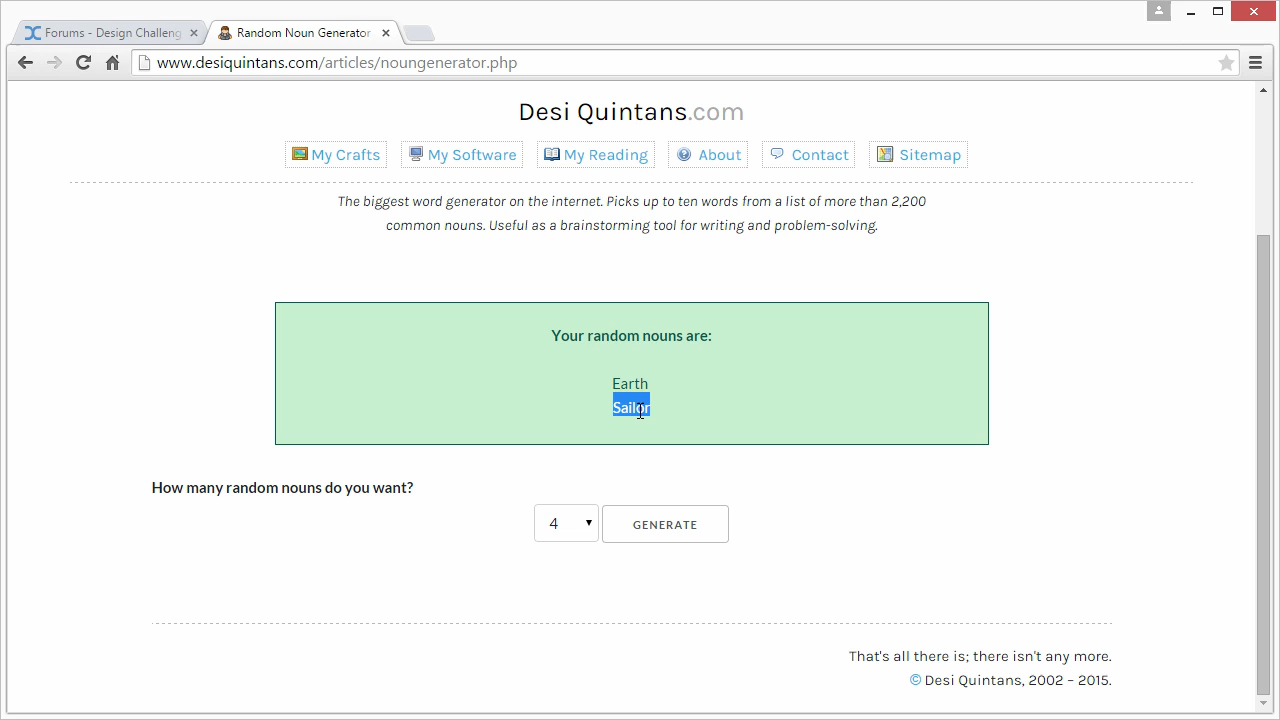 Forums - Design Challeng
Random Noun Generator
www.desiquintans.com/articles/noungenerator.php
Desi Quintans.com
My Crafts My Software My Reading About Contact Sitemap
The biggest word generator on the internet. Picks up to ten words from a list of more than 2,200
common nouns. Useful as a brainstorming tool for writing and problem-solving.
Your random nouns are:
Earth
Sailor
How many random nouns do you want?
4 GENERATE
That's all there is; there isn't any more.
© Desi Quintans, 2002 – 2015.